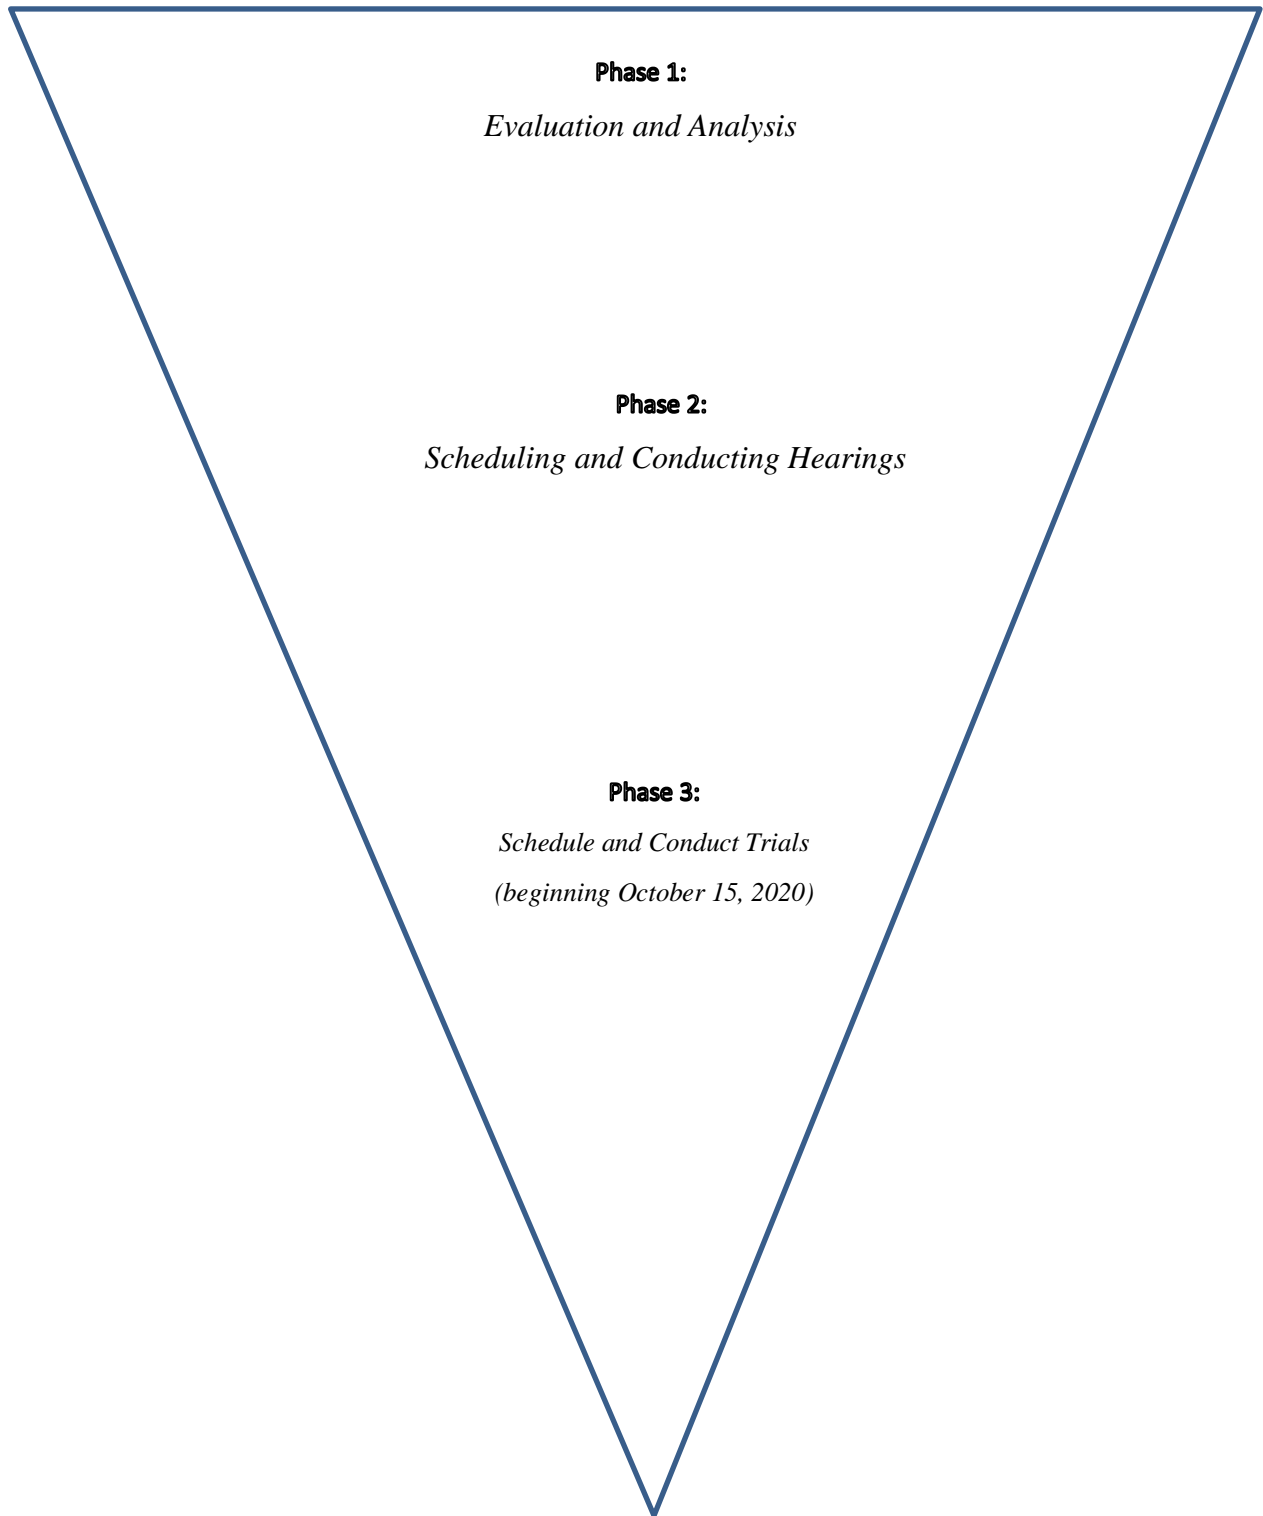 Phase 1:
Evaluation and Analysis
Phase 2:
Scheduling and Conducting Hearings
Phase 3:
Schedule and Conduct Trials
(beginning October 15, 2020)